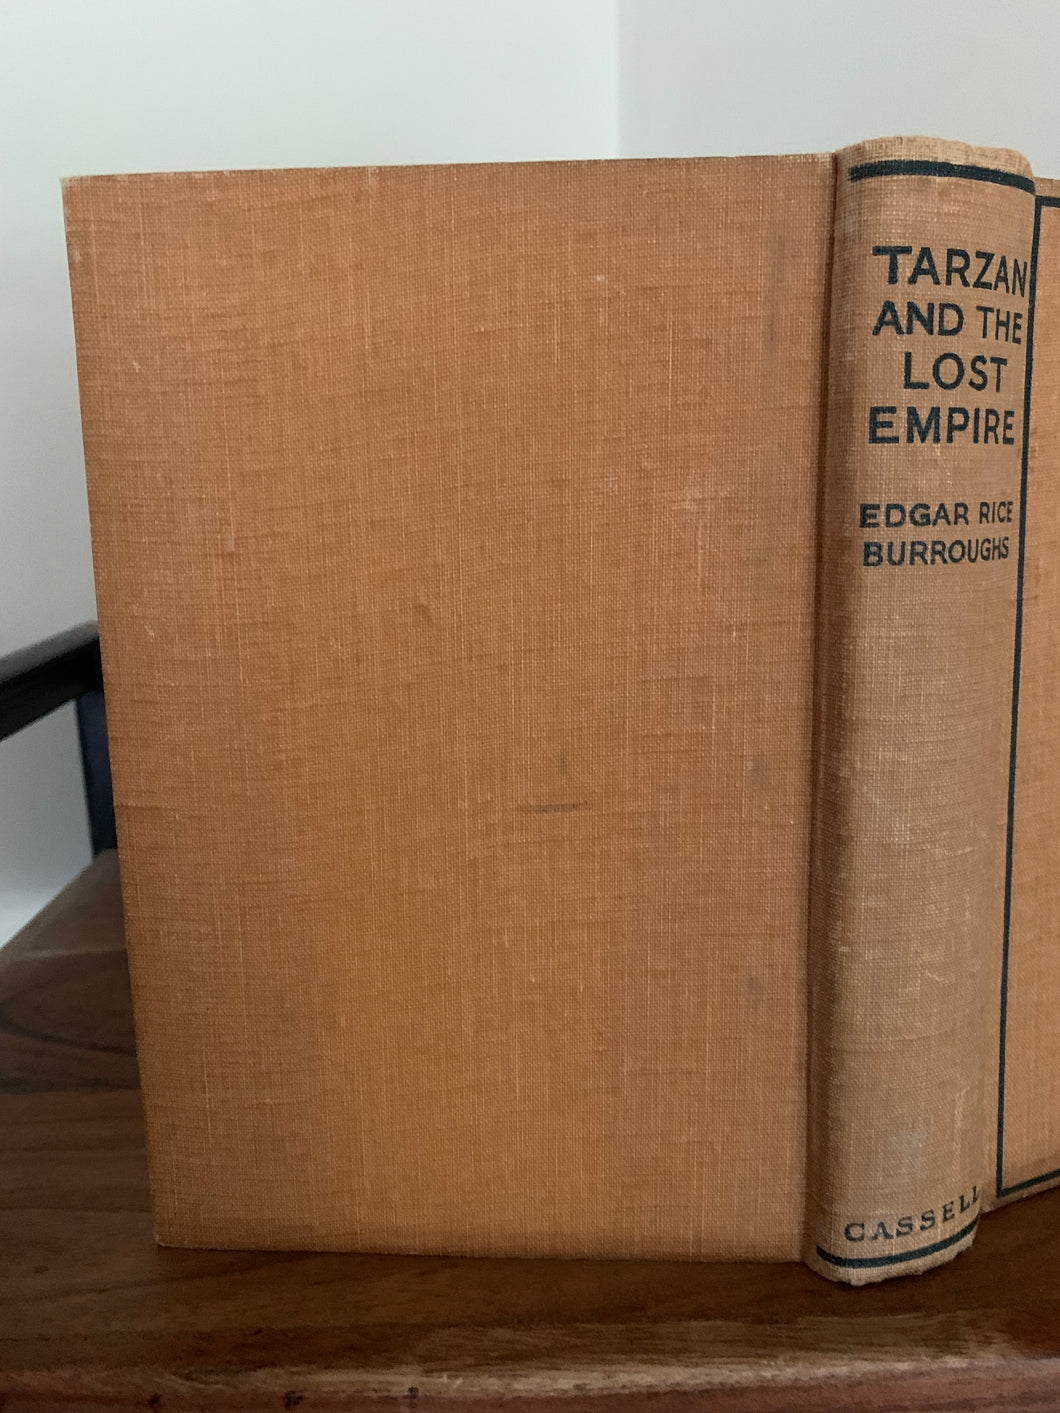 TARZAN
AND THE
LOST
EMPIRE
EDGAR RICE
BURROUGHS
CASSELL